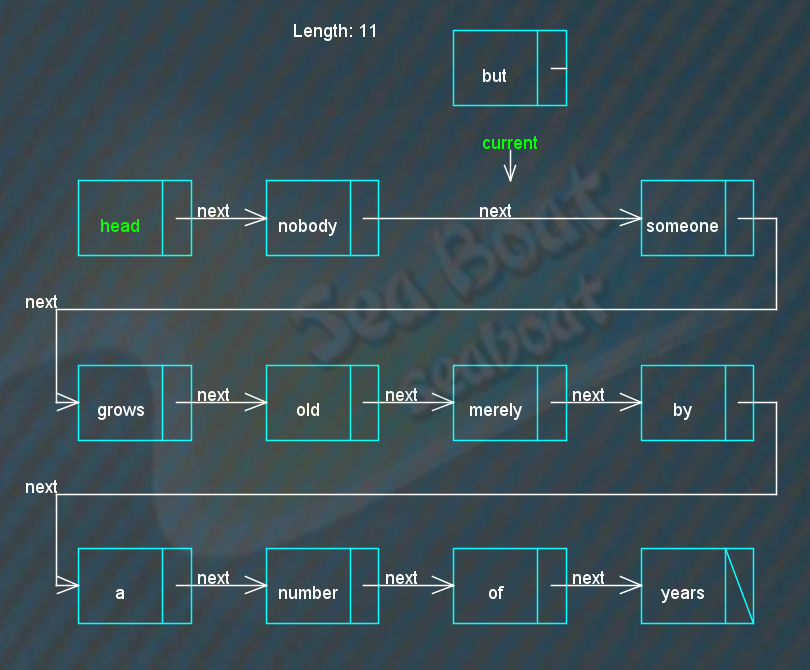 Length: 11
but
current
head next nobody next someone
next
grows next old next merely next by
next
a next number next of next years
Sea Boat
seaboat